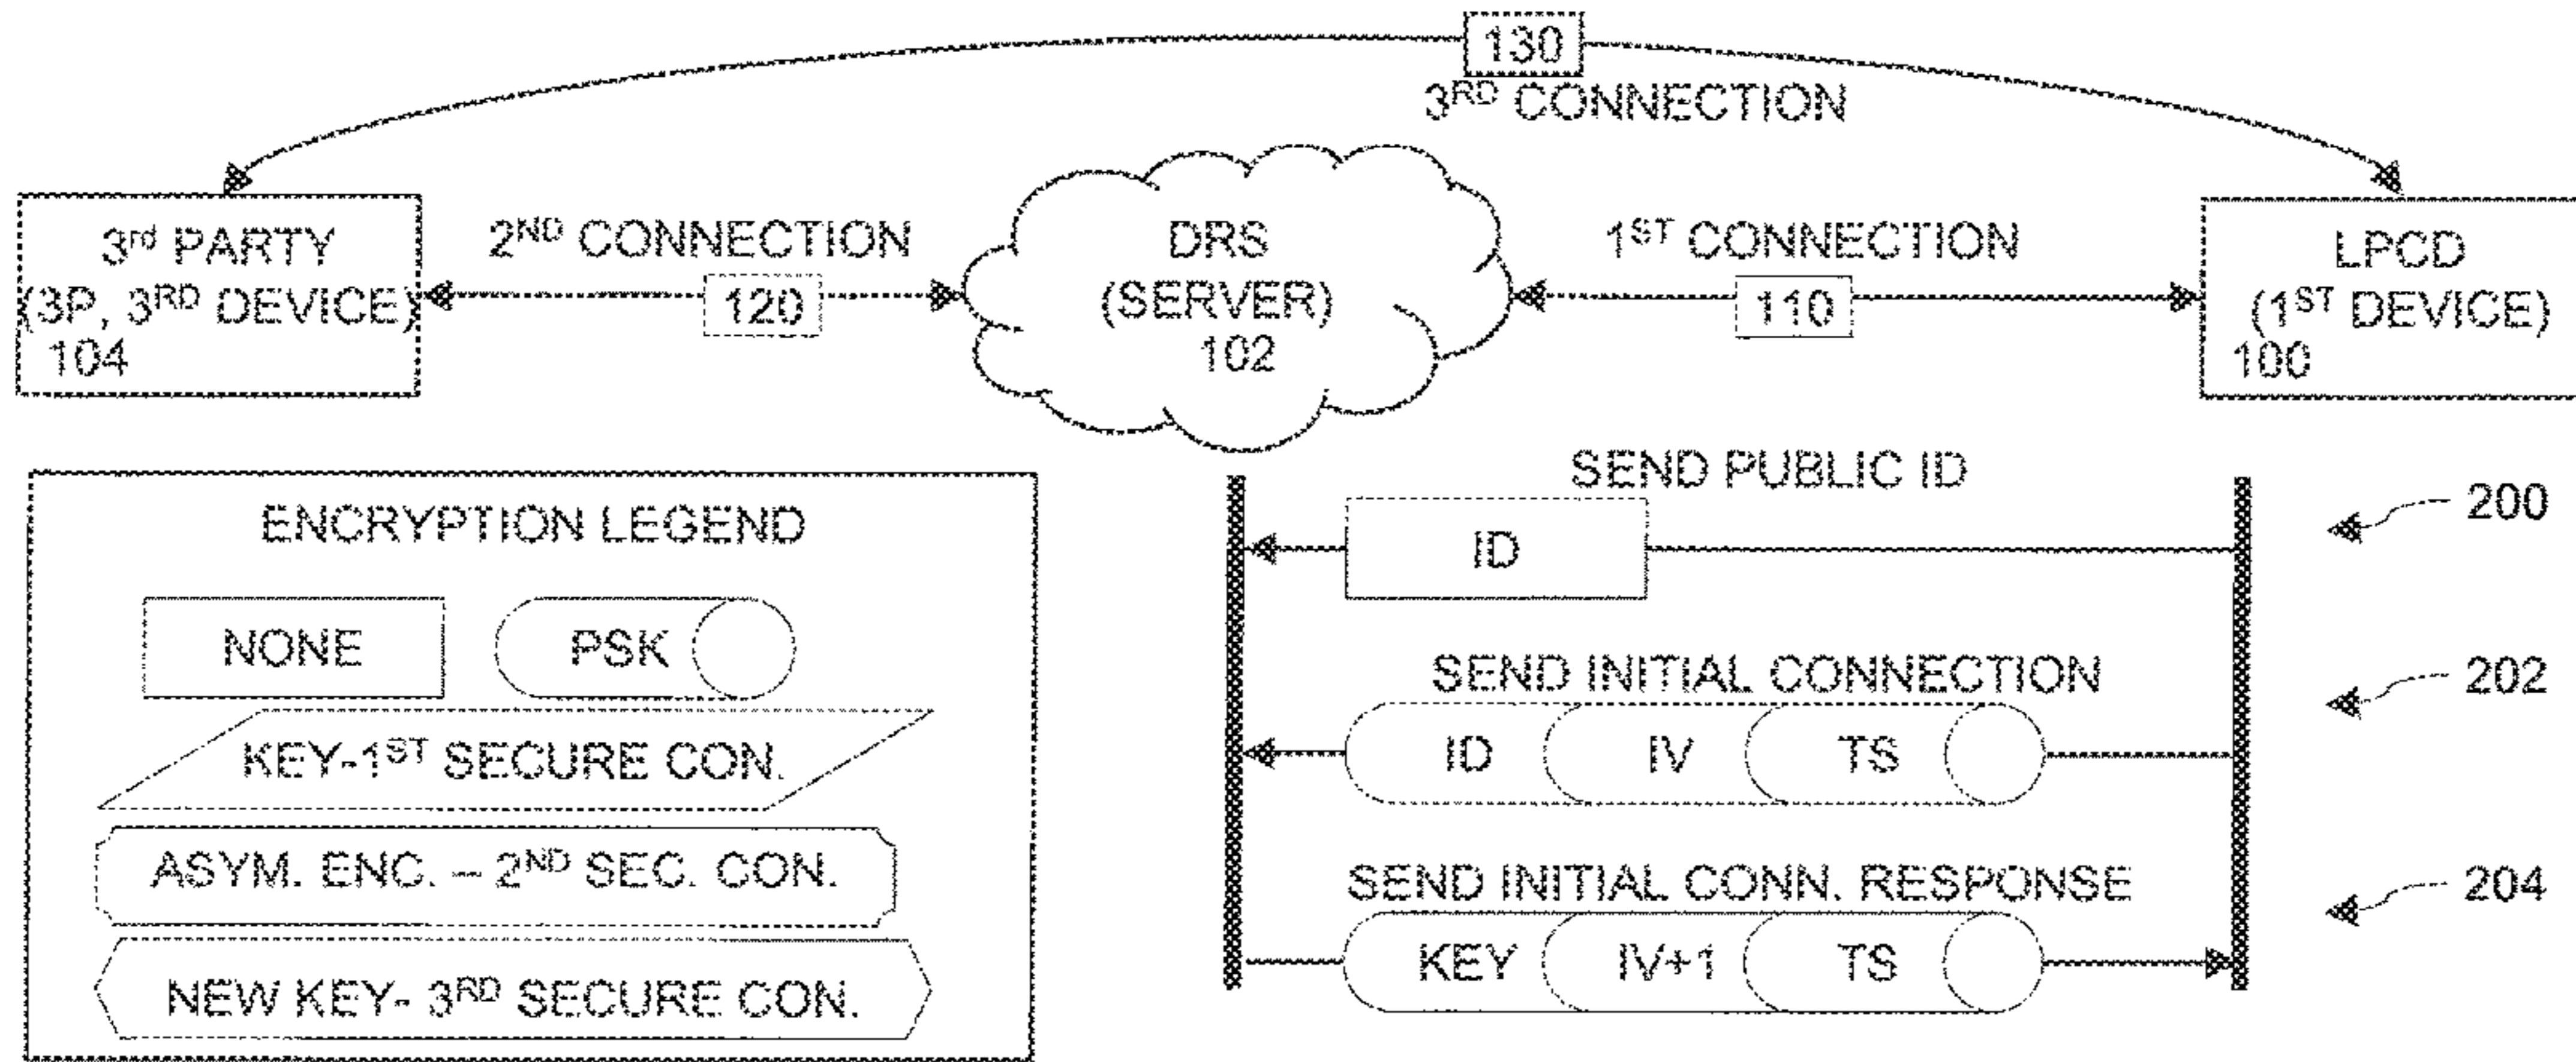 130
3RD CONNECTION
3rd PARTY
(3P, 3RD DEVICE)
104
2ND CONNECTION
120
DRS
(SERVER)
102
1ST CONNECTION
110
LPCD
(1ST DEVICE)
100
ENCRYPTION LEGEND
NONE
PSK
KEY-1ST SECURE CON.
ASYM. ENC. – 2ND SEC. CON.
NEW KEY- 3RD SECURE CON.
SEND PUBLIC ID
ID
200
SEND INITIAL CONNECTION
ID IV TS
202
SEND INITIAL CONN. RESPONSE
KEY IV+1 TS
204